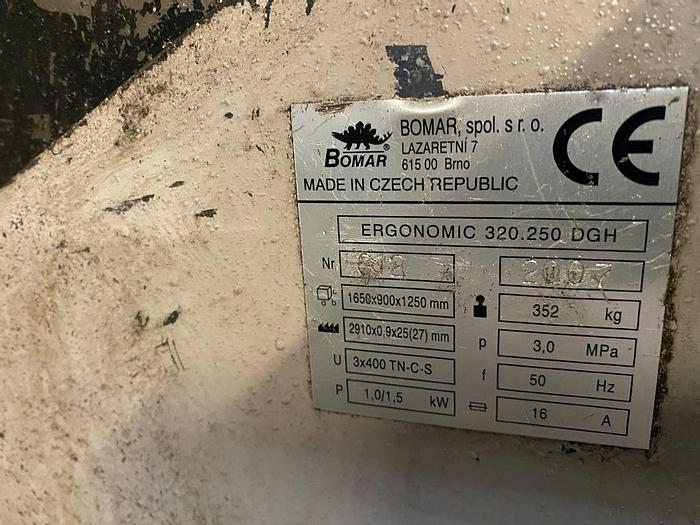 BOMAR, spol. s r. o.
LAZARETNÍ 7
615 00 Brno
BOMAR®
MADE IN CZECH REPUBLIC
CE
ERGONOMIC 320.250 DGH
Nr 2007
1650x900x1250 mm 352 kg
2910x0,9x25(27) mm p 3,0 MPa
U 3x400 TN-C-S f 50 Hz
P 1,0/1,5 kW 16 A